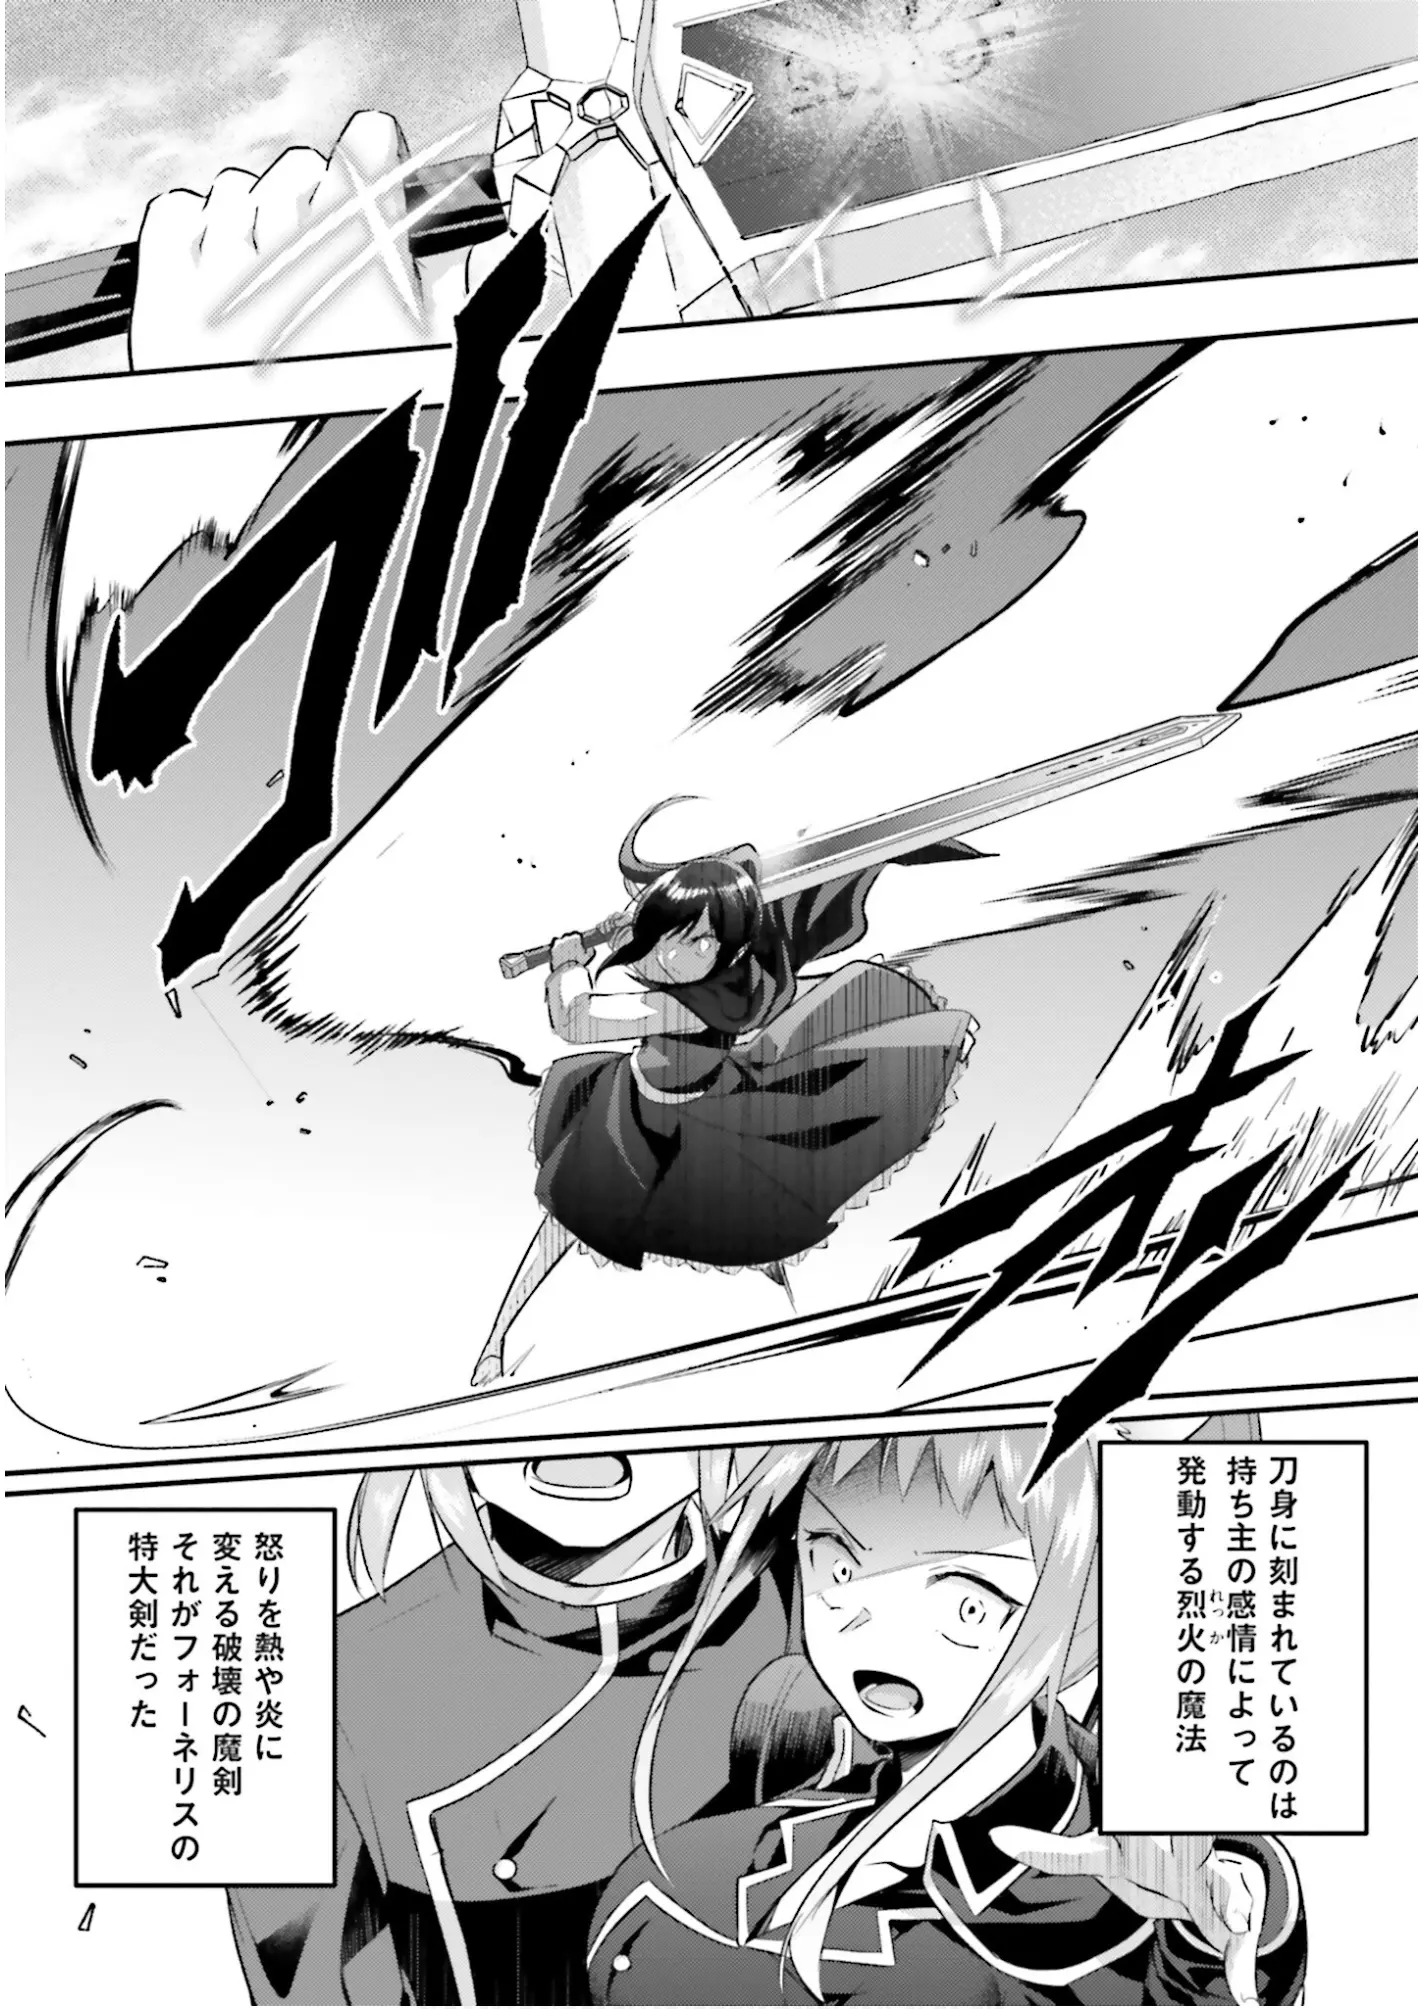 刀身に刻まれているのは
持ち主の感情によって
発動する烈火の魔法
れっか
怒りを熱や炎に
変える破壊の魔剣
それがフォーネリスの
特大剣だった